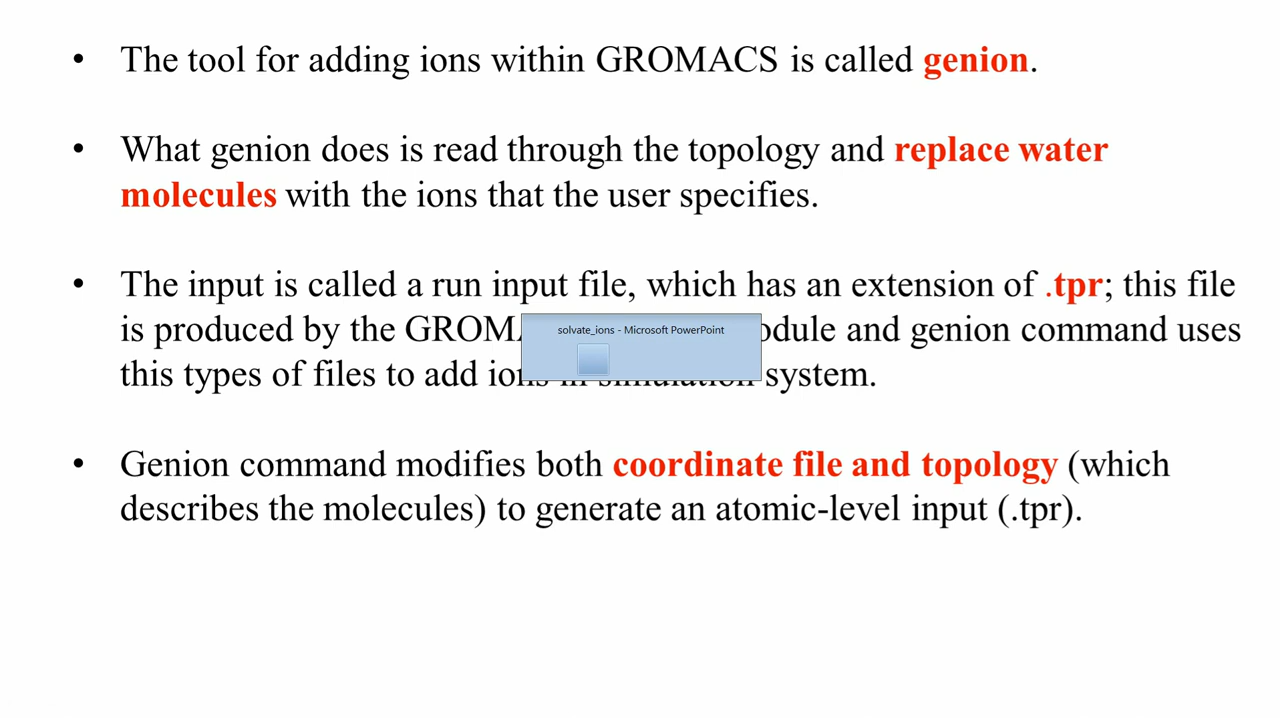 • The tool for adding ions within GROMACS is called genion.
• What genion does is read through the topology and replace water
molecules with the ions that the user specifies.
• The input is called a run input file, which has an extension of .tpr; this file
is produced by the and genion command uses
solvate_ions - Microsoft PowerPoint
this types of files to add system.
• Genion command modifies both coordinate file and topology (which
describes the molecules) to generate an atomic-level input (.tpr).